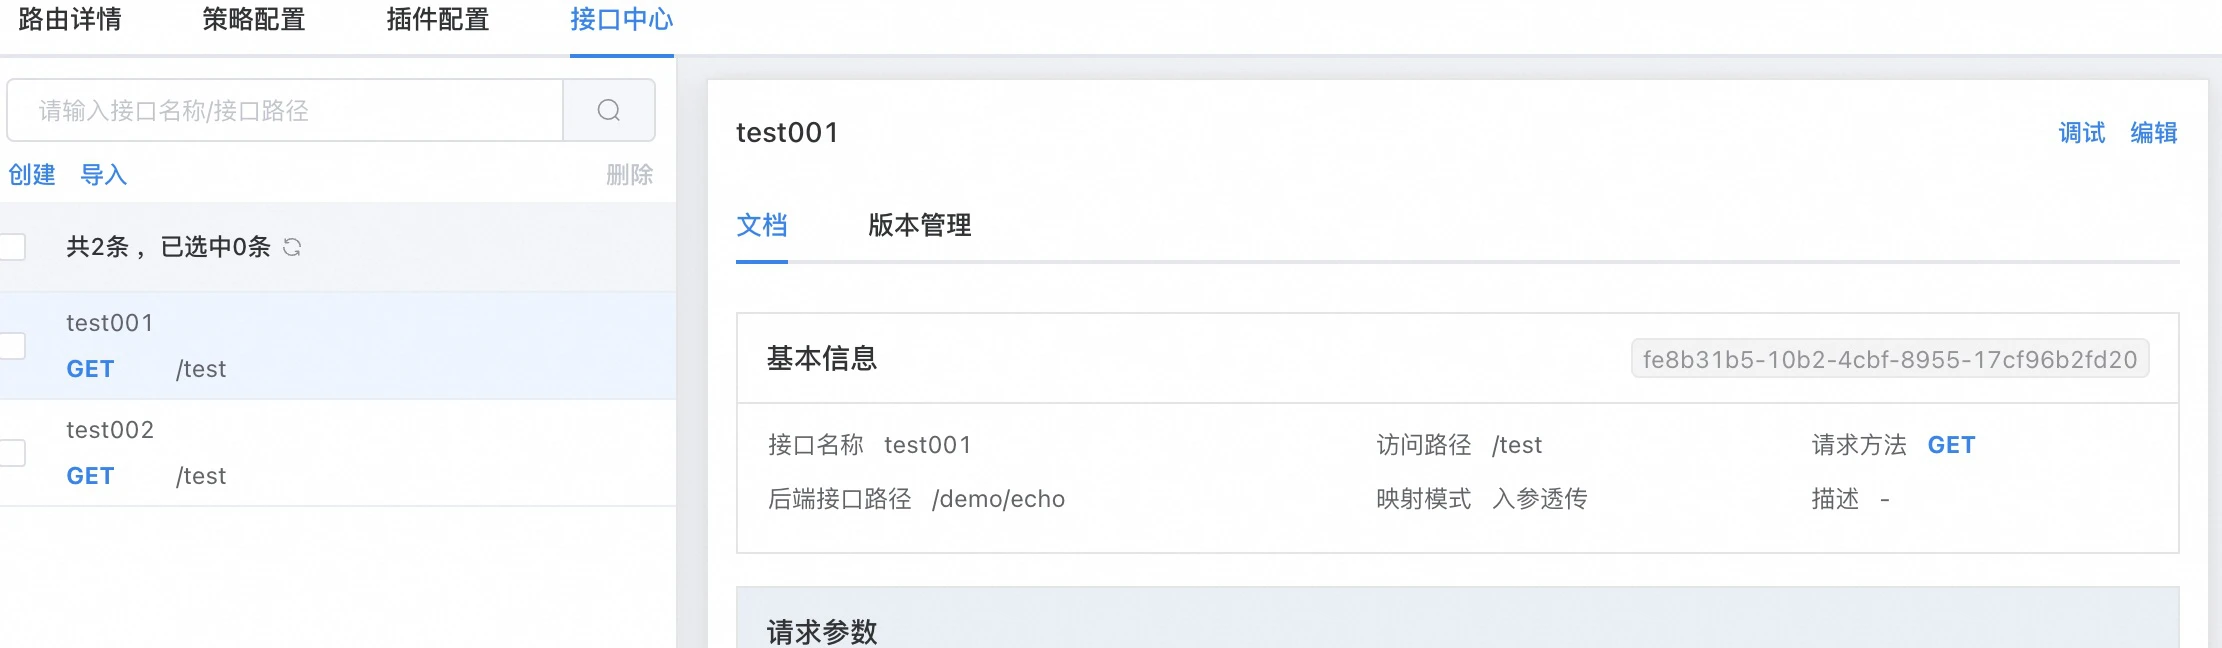 路由详情 策略配置 插件配置 接口中心
请输入接口名称/接口路径
创建 导入 删除
共2条，已选中0条
test001
GET /test
test002
GET /test
test001 调试 编辑
文档 版本管理
基本信息 fe8b31b5-10b2-4cbf-8955-17cf96b2fd20
接口名称 test001 访问路径 /test 请求方法 GET
后端接口路径 /demo/echo 映射模式 入参透传 描述 -
请求参数